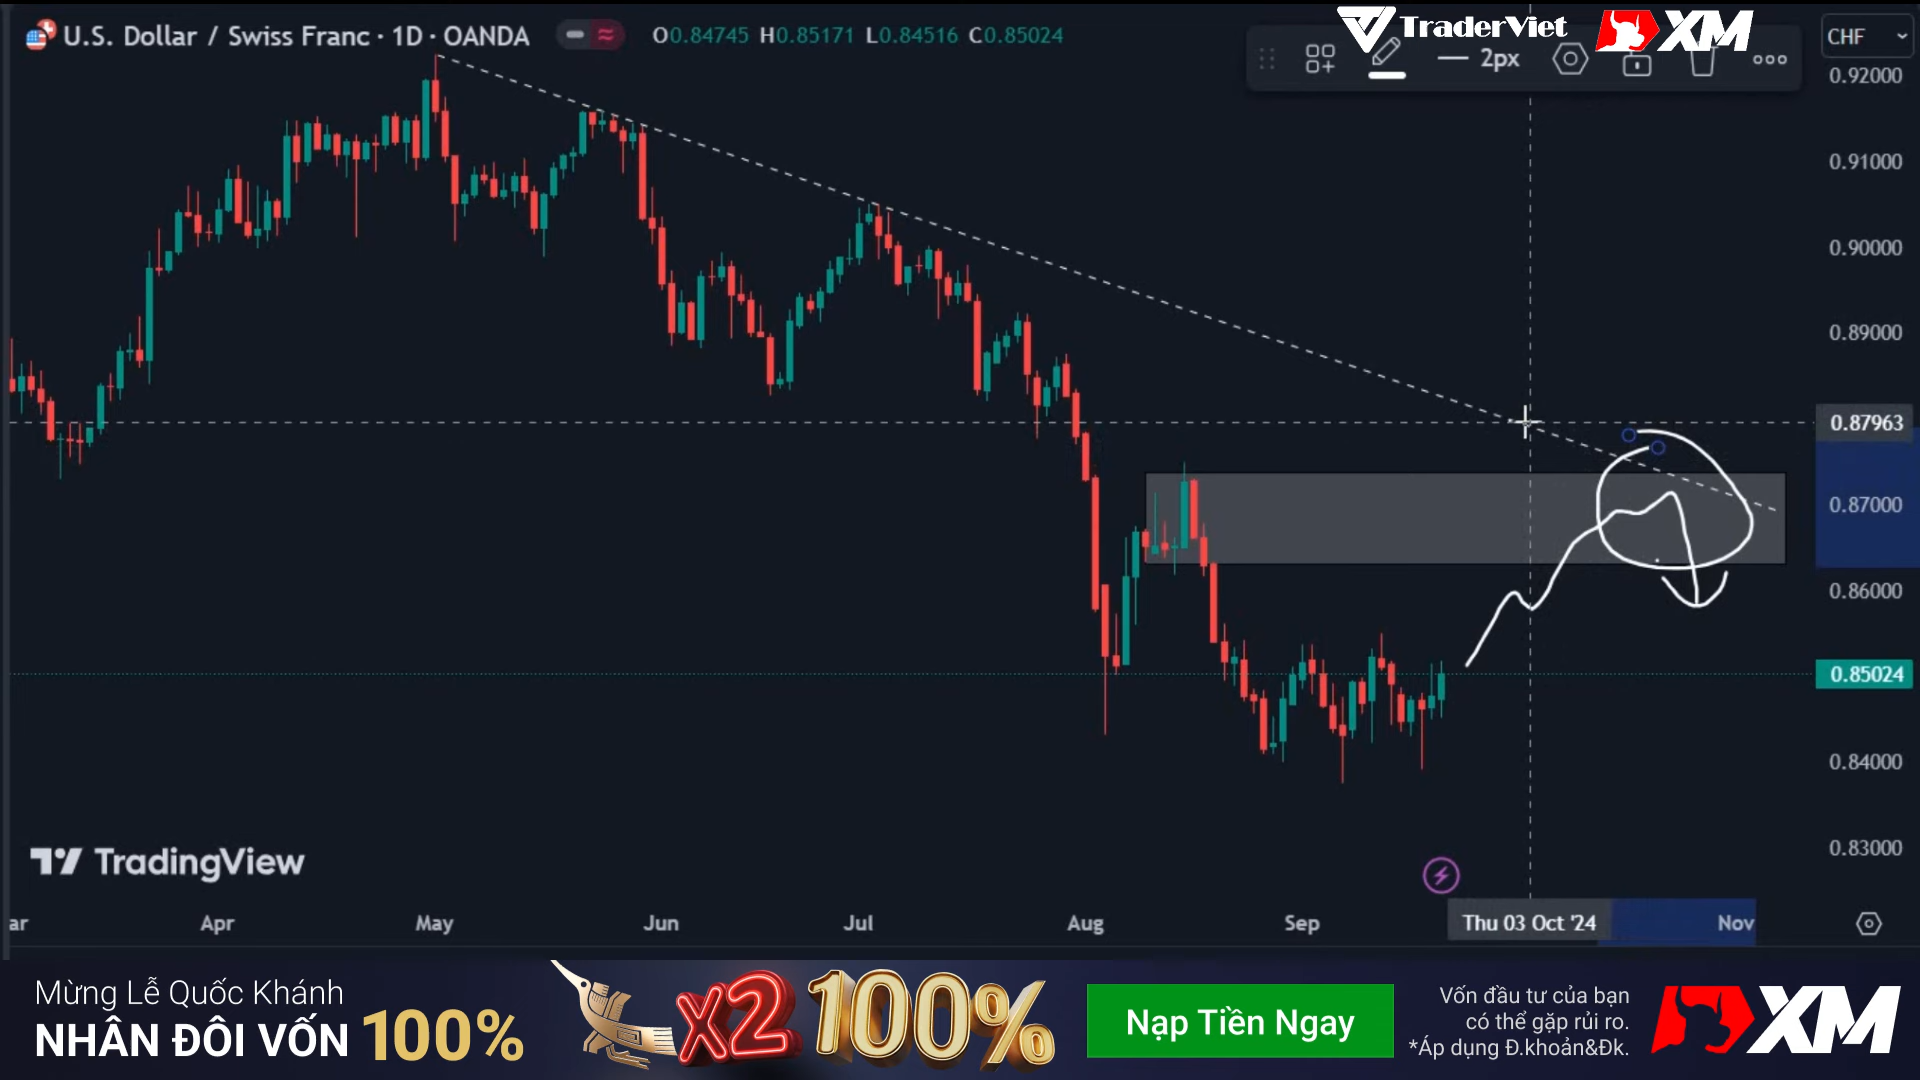 U.S. Dollar / Swiss Franc · 1D · OANDA
O0.84745 H0.85171 L0.84516 C0.85024
TraderViet
XM
2px
CHF
0.92000
0.91000
0.90000
0.89000
0.87963
0.87000
0.86000
0.85024
0.84000
0.83000
TradingView
ar
Apr
May
Jun
Jul
Aug
Sep
Thu 03 Oct '24
Nov
Mừng Lễ Quốc Khánh
NHÂN ĐÔI VỐN 100%
x2 100%
Nạp Tiền Ngay
Vốn đầu tư của bạn
có thể gặp rủi ro.
*Áp dụng Đ.khoản&Đk.
XM